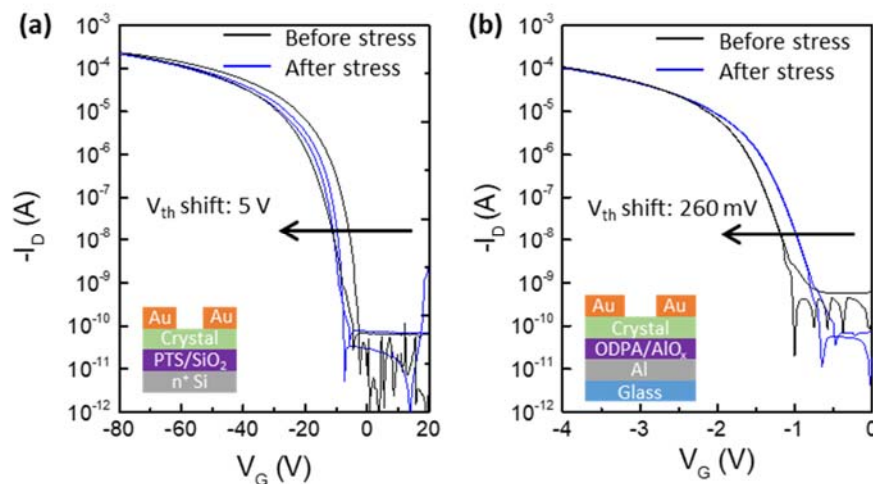 (a)
Before stress
After stress
V_th shift: 5 V
-I_D (A)
10⁻³
10⁻⁴
10⁻⁵
10⁻⁶
10⁻⁷
10⁻⁸
10⁻⁹
10⁻¹⁰
10⁻¹¹
10⁻¹²
Au Au
Crystal
PTS/SiO₂
n⁺ Si
-80 -60 -40 -20 0 20
V_G (V)
(b)
Before stress
After stress
V_th shift: 260 mV
-I_D (A)
10⁻³
10⁻⁴
10⁻⁵
10⁻⁶
10⁻⁷
10⁻⁸
10⁻⁹
10⁻¹⁰
10⁻¹¹
10⁻¹²
Au Au
Crystal
ODPA/AlOₓ
Al
Glass
-4 -3 -2 -1 0
V_G (V)